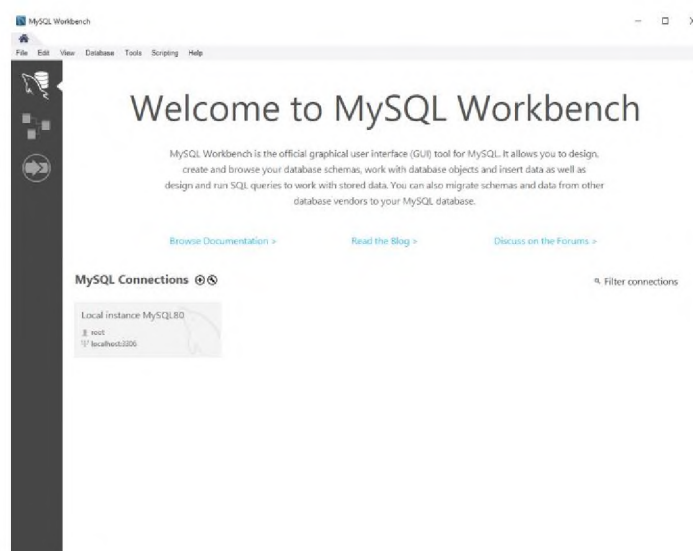 MySQL Workbench
File Edit View Database Tools Scripting Help
Welcome to MySQL Workbench
MySQL Workbench is the official graphical user interface (GUI) tool for MySQL. It allows you to design,
create and browse your database schemas, work with database objects and insert data as well as
design and run SQL queries to work with stored data. You can also migrate schemas and data from other
database vendors to your MySQL database.
Browse Documentation > Read the Blog > Discuss on the Forums >
MySQL Connections Filter connections
Local instance MySQL80
root
localhost:3306